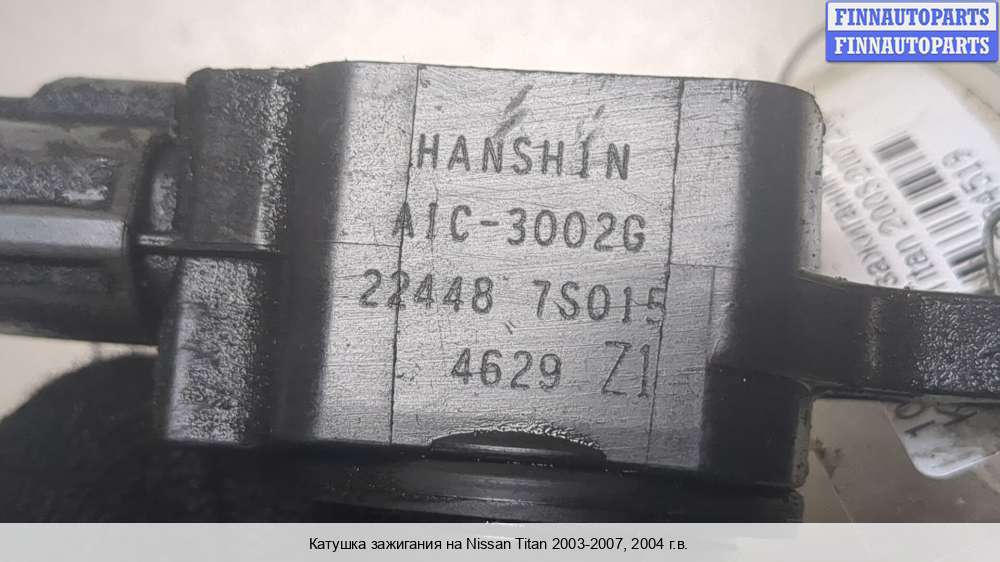 FINNAUTOPARTS
FINNAUTOPARTS
HANSHIN
AIC-3002G
22448 7S015
4629 Z1
Катушка зажигания на Nissan Titan 2003-2007, 2004 г.в.